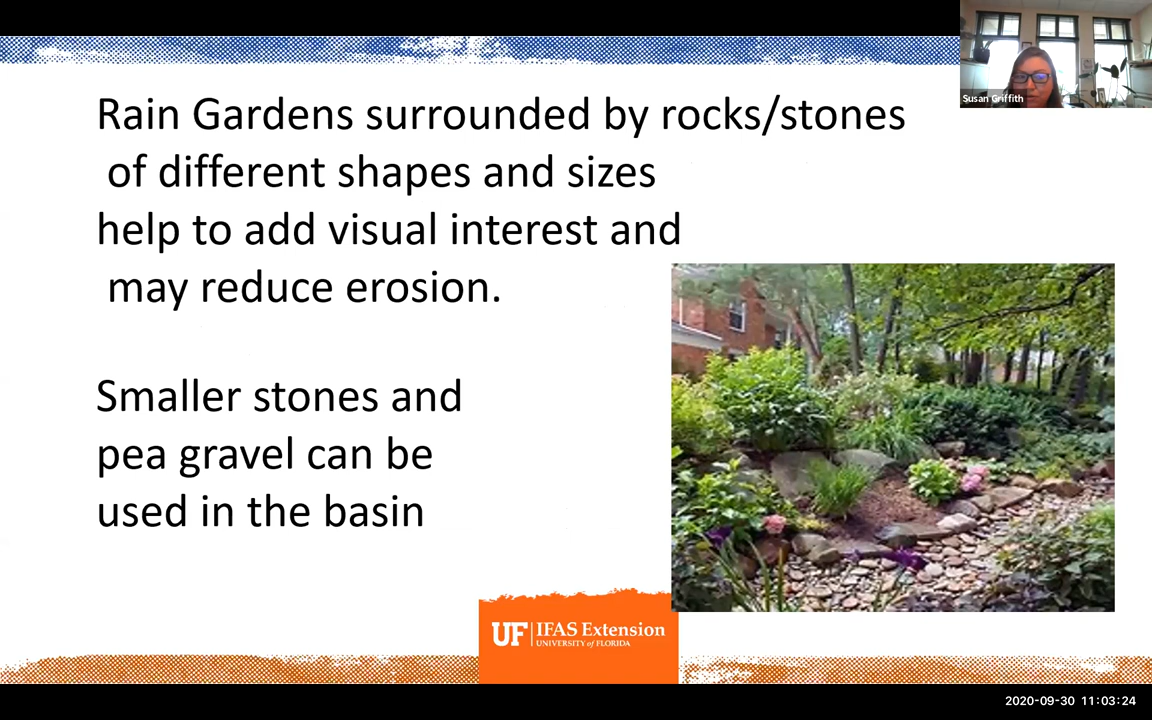 Susan Griffith
Rain Gardens surrounded by rocks/stones
of different shapes and sizes
help to add visual interest and
may reduce erosion.
Smaller stones and
pea gravel can be
used in the basin
UF IFAS Extension
UNIVERSITY of FLORIDA
2020-09-30 11:03:24